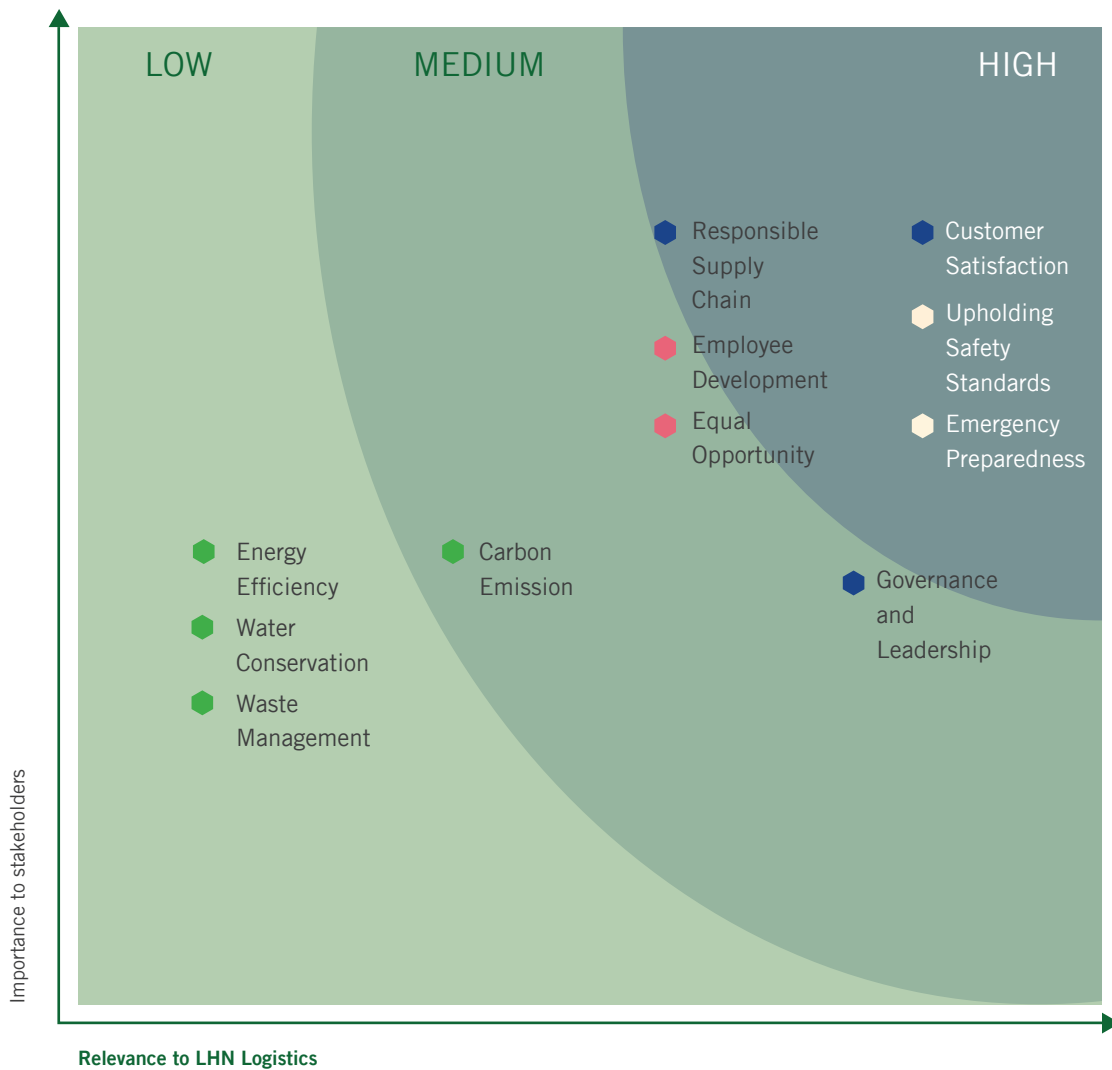 LOW
MEDIUM
HIGH
Responsible
Supply
Chain
Customer
Satisfaction
Upholding
Safety
Standards
Employee
Development
Equal
Opportunity
Emergency
Preparedness
Energy
Efficiency
Water
Conservation
Waste
Management
Carbon
Emission
Governance
and
Leadership
Importance to stakeholders
Relevance to LHN Logistics